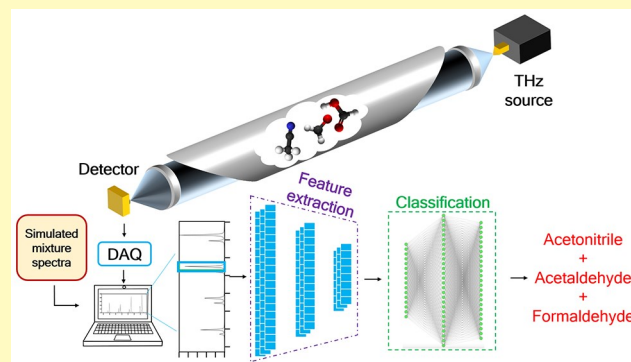 THz
source
Detector
Simulated
mixture
spectra
DAQ
Feature
extraction
Classification
Acetonitrile
+
Acetaldehyde
+
Formaldehyde